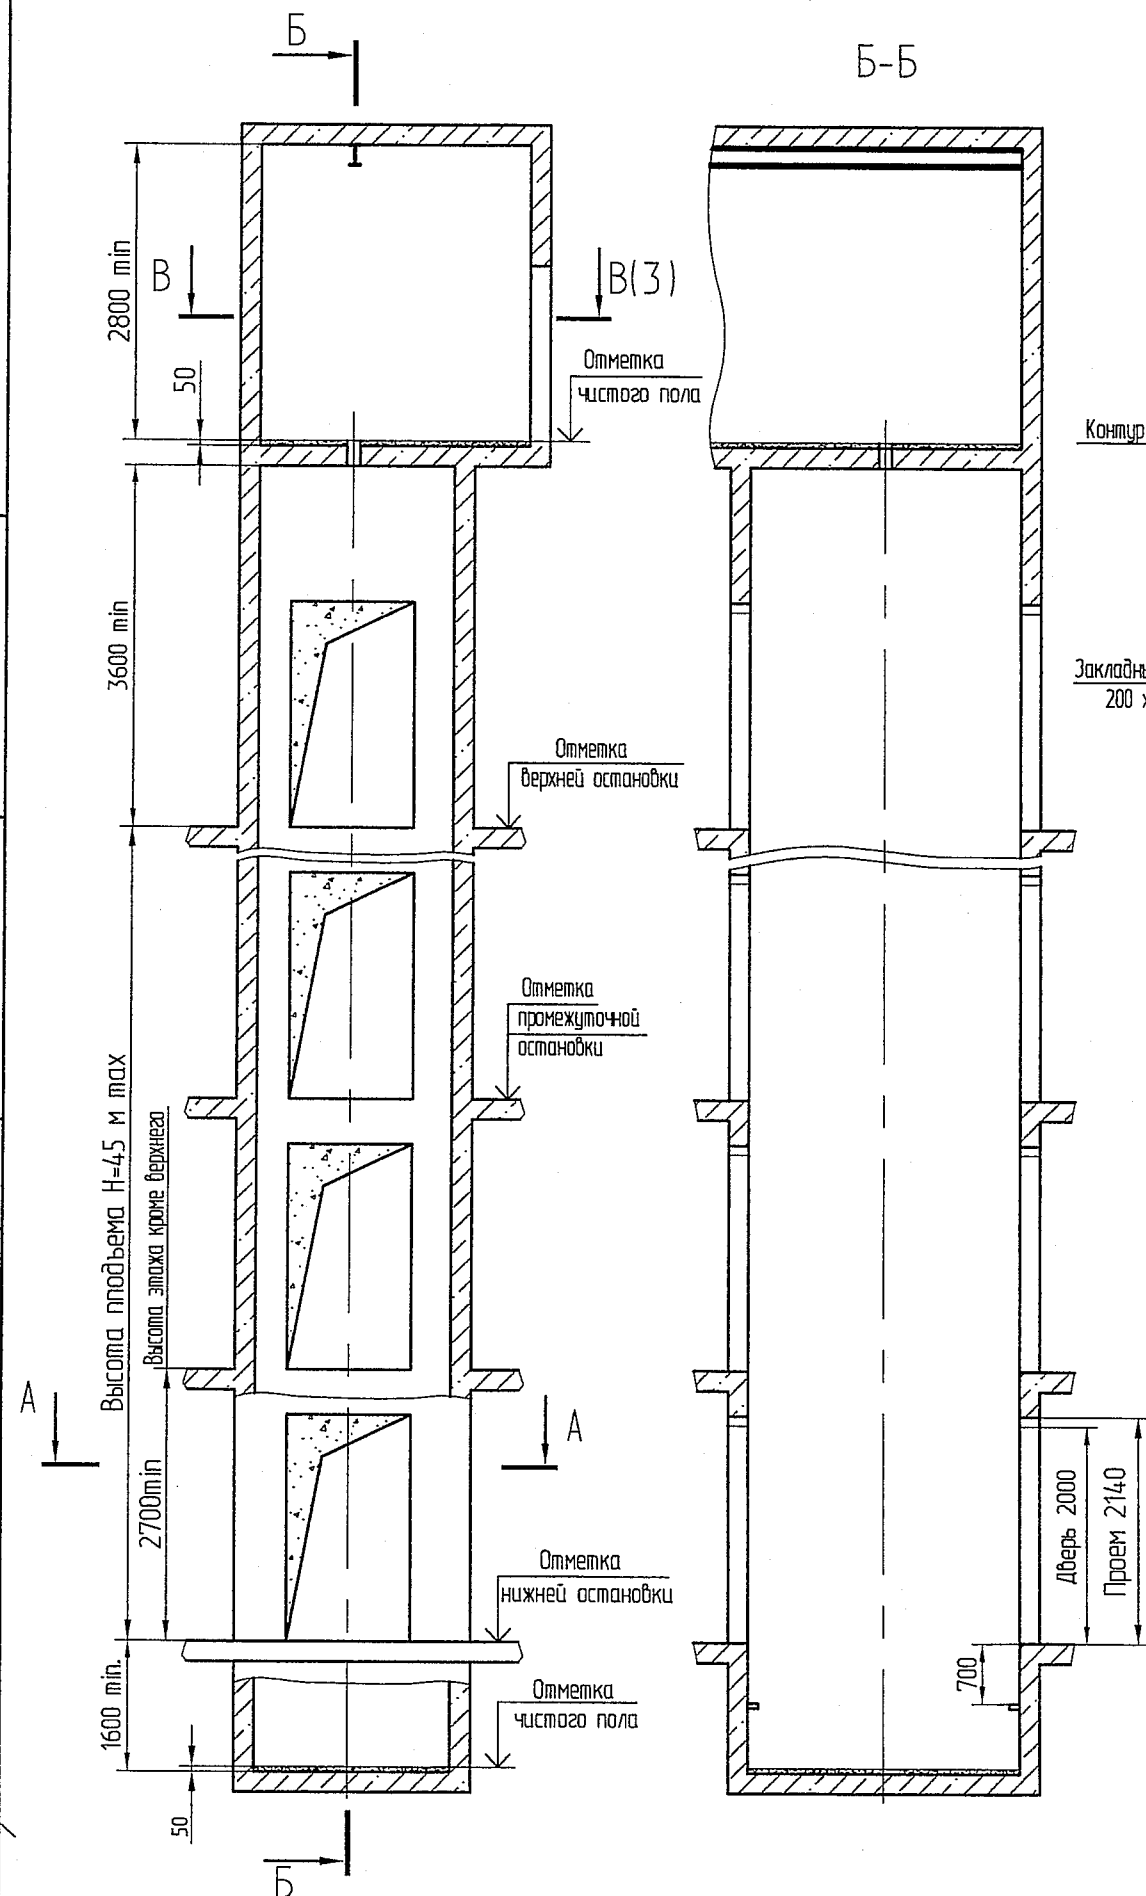 Б
Б-Б
2800 min
В
В(3)
50
Отметка
чистого пола
Контур
3600 min
Закладны
200 х
Отметка
верхней остановки
Отметка
промежуточной
остановки
Высота пподъема Н=45 м max
Высота этажа кроме верхнего
А
А
2700min
Дверь 2000
Проем 2140
Отметка
нижней остановки
700
1600 min.
Отметка
чистого пола
50
Б